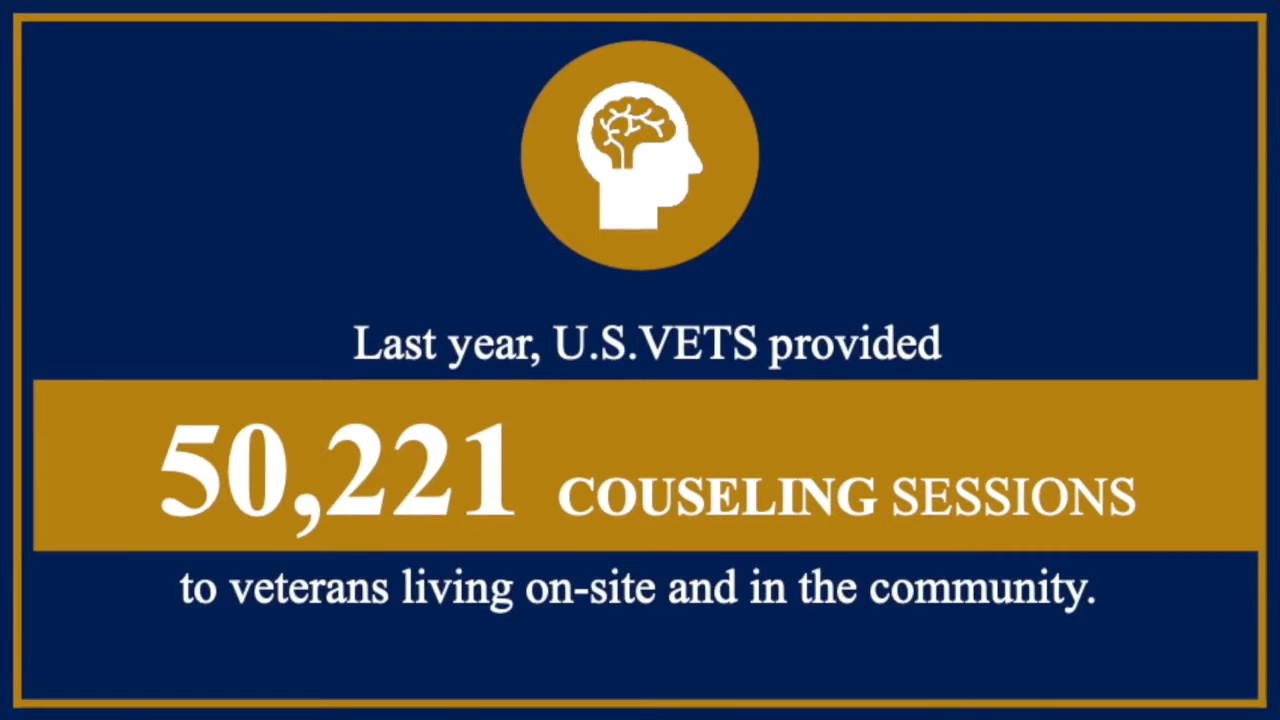 Last year, U.S.VETS provided
50,221 COUSELING SESSIONS
to veterans living on-site and in the community.